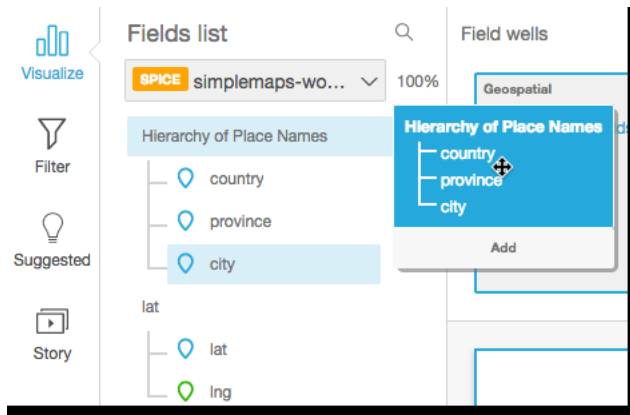 Fields list
Field wells
Visualize
SPICE simplemaps-wo... 100%
Geospatial
Hierarchy of Place Names
country
province
city
Add
Hierarchy of Place Names
country
province
city
Filter
Suggested
lat
lat
lng
Story